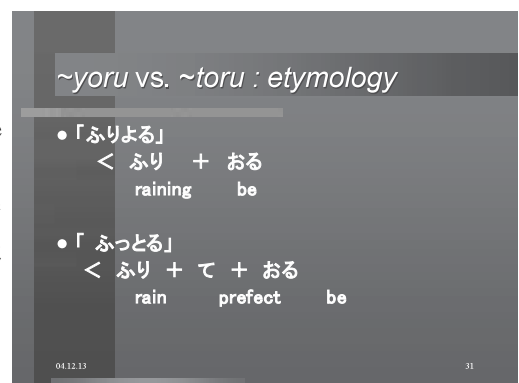 ~yoru vs. ~toru : etymology
● 「ふりよる」
＜ ふり ＋ おる
raining be
● 「 ふっとる」
＜ ふり ＋ て ＋ おる
rain prefect be
04.12.13 31